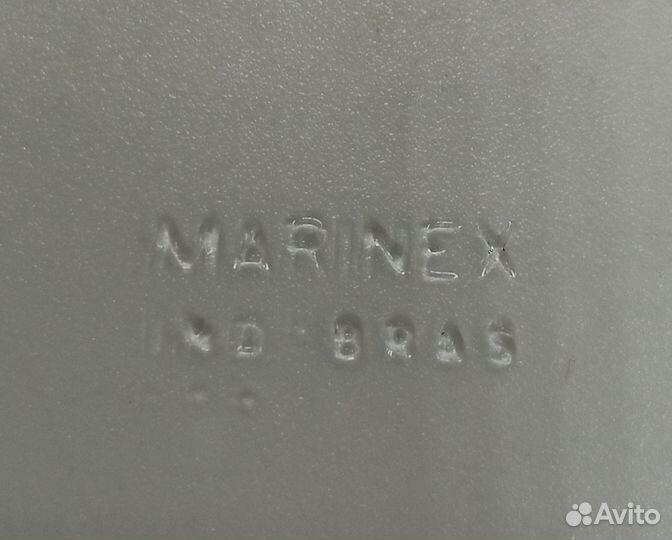 MARINEX
IND. BRAS
Avito